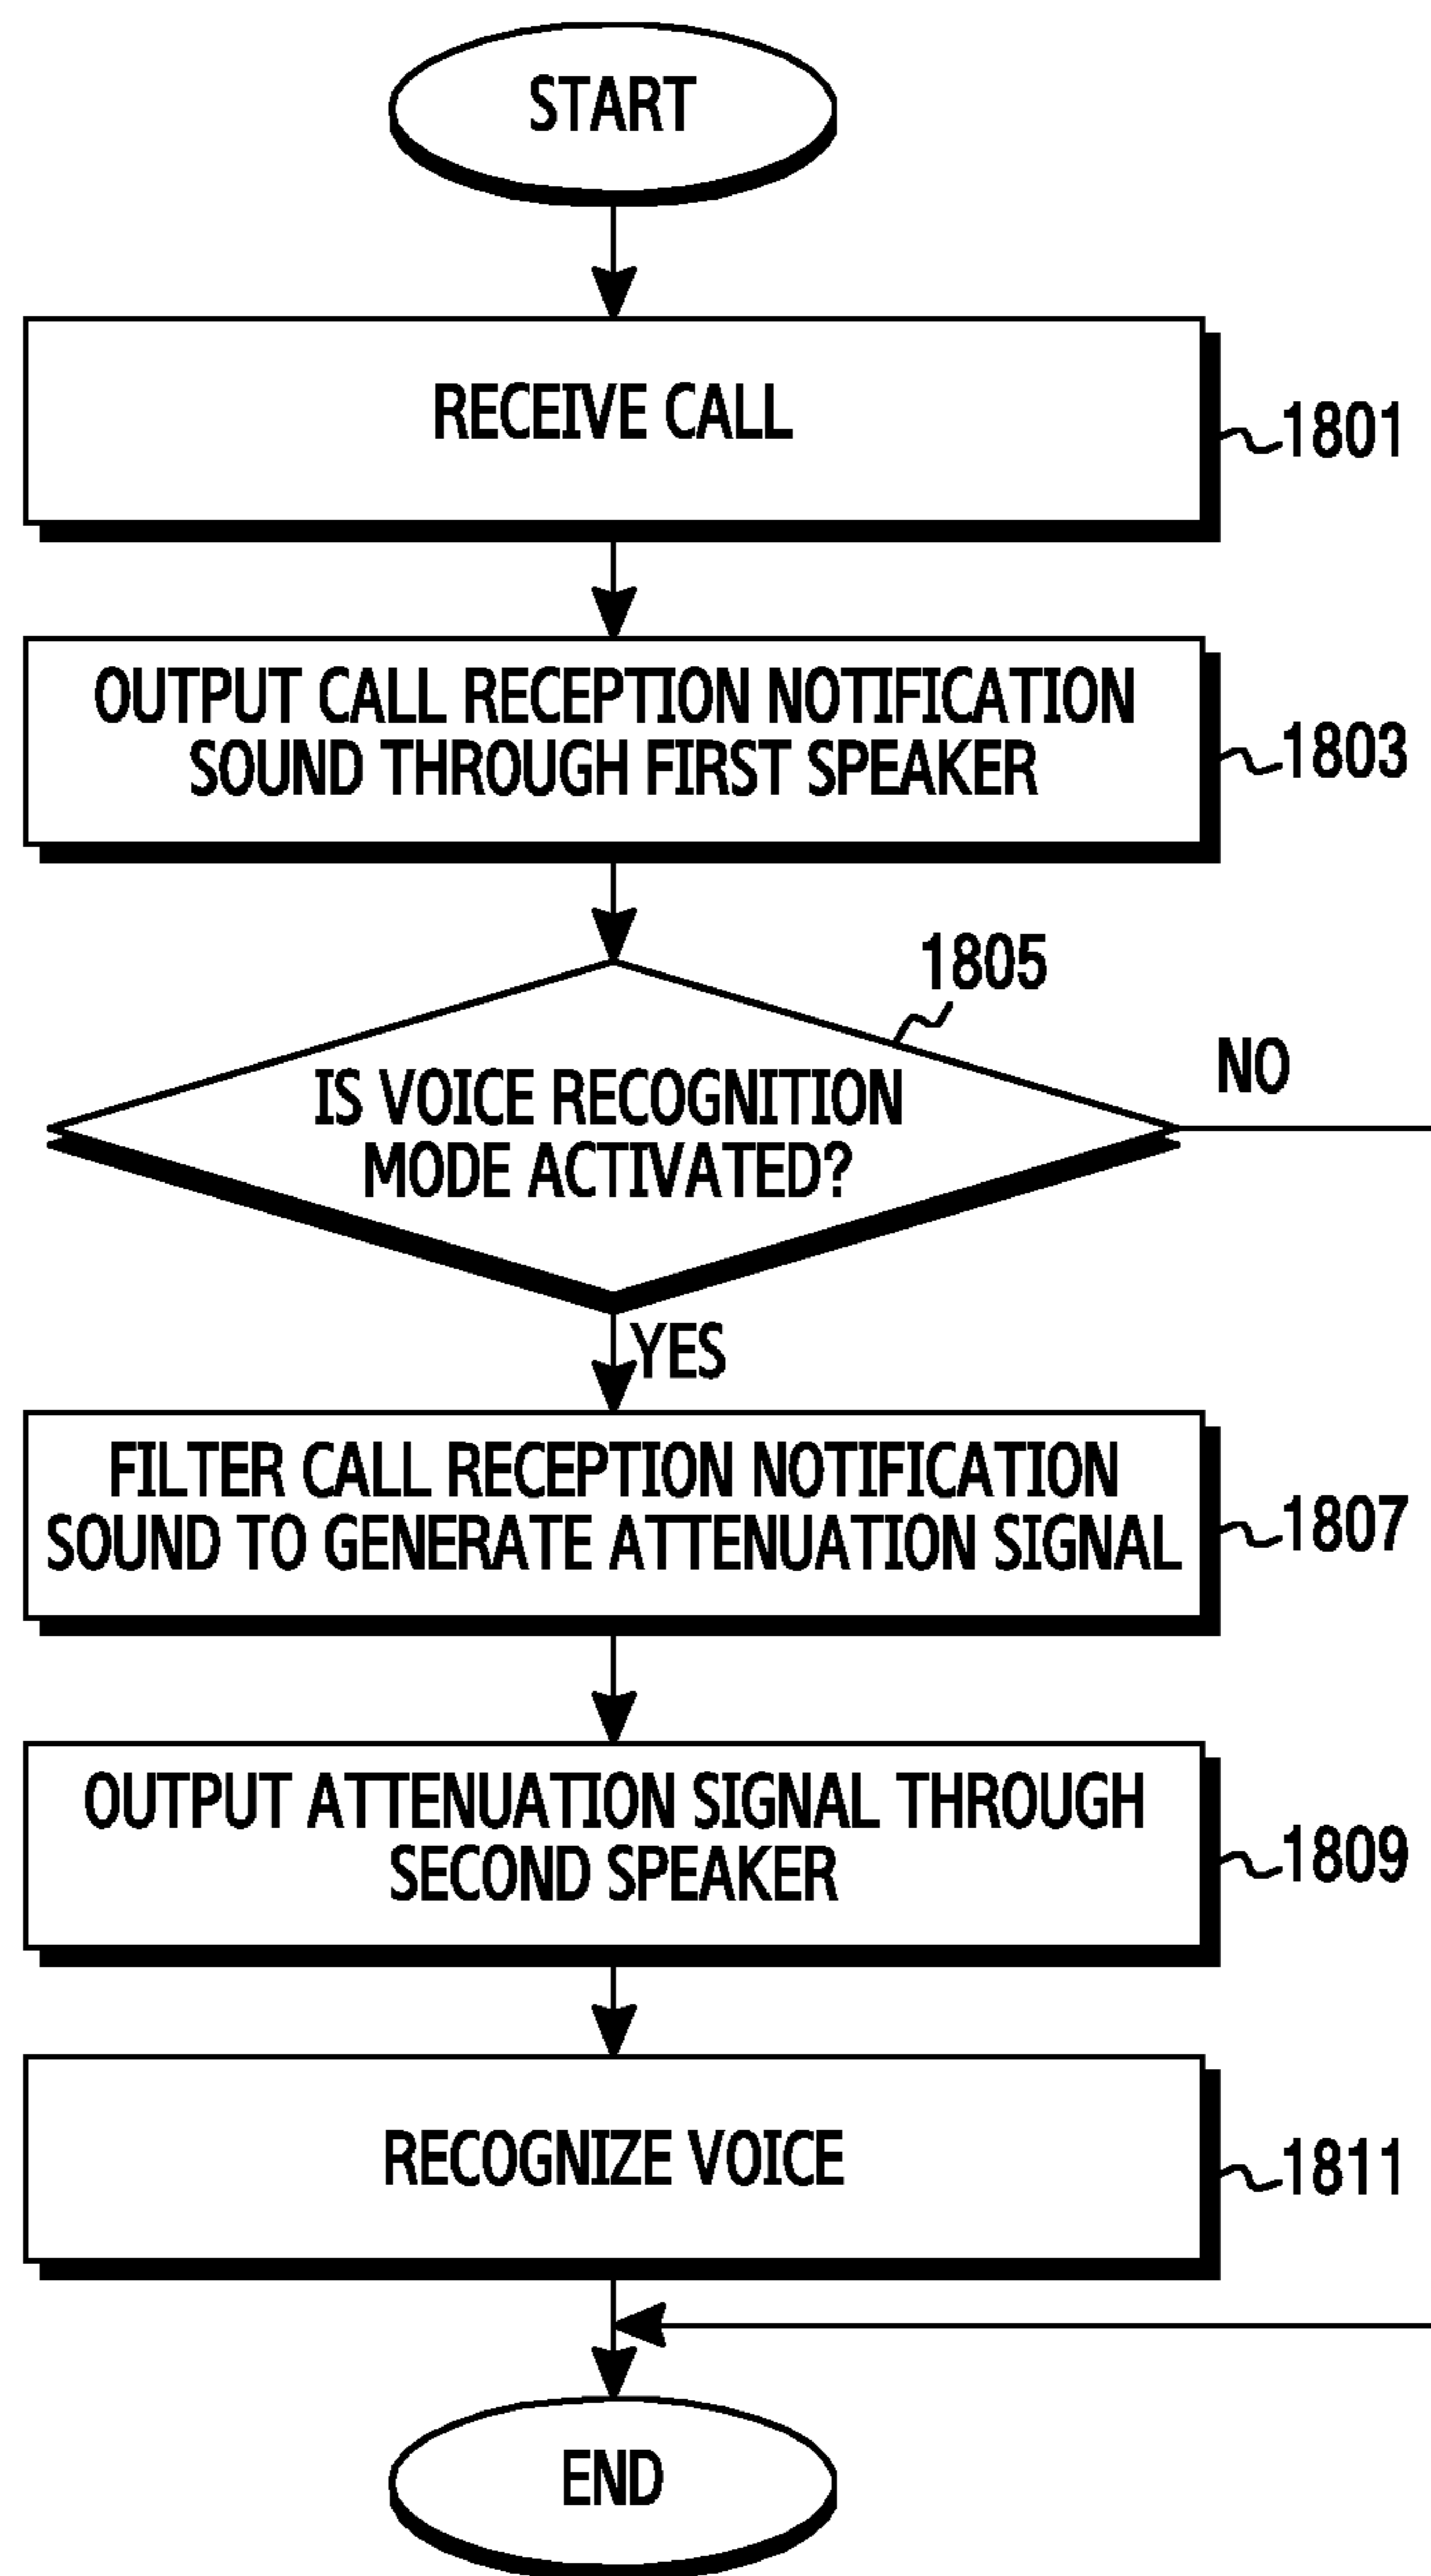 START
RECEIVE CALL
1801
OUTPUT CALL RECEPTION NOTIFICATION
SOUND THROUGH FIRST SPEAKER
1803
1805
IS VOICE RECOGNITION
MODE ACTIVATED?
NO
YES
FILTER CALL RECEPTION NOTIFICATION
SOUND TO GENERATE ATTENUATION SIGNAL
1807
OUTPUT ATTENUATION SIGNAL THROUGH
SECOND SPEAKER
1809
RECOGNIZE VOICE
1811
END